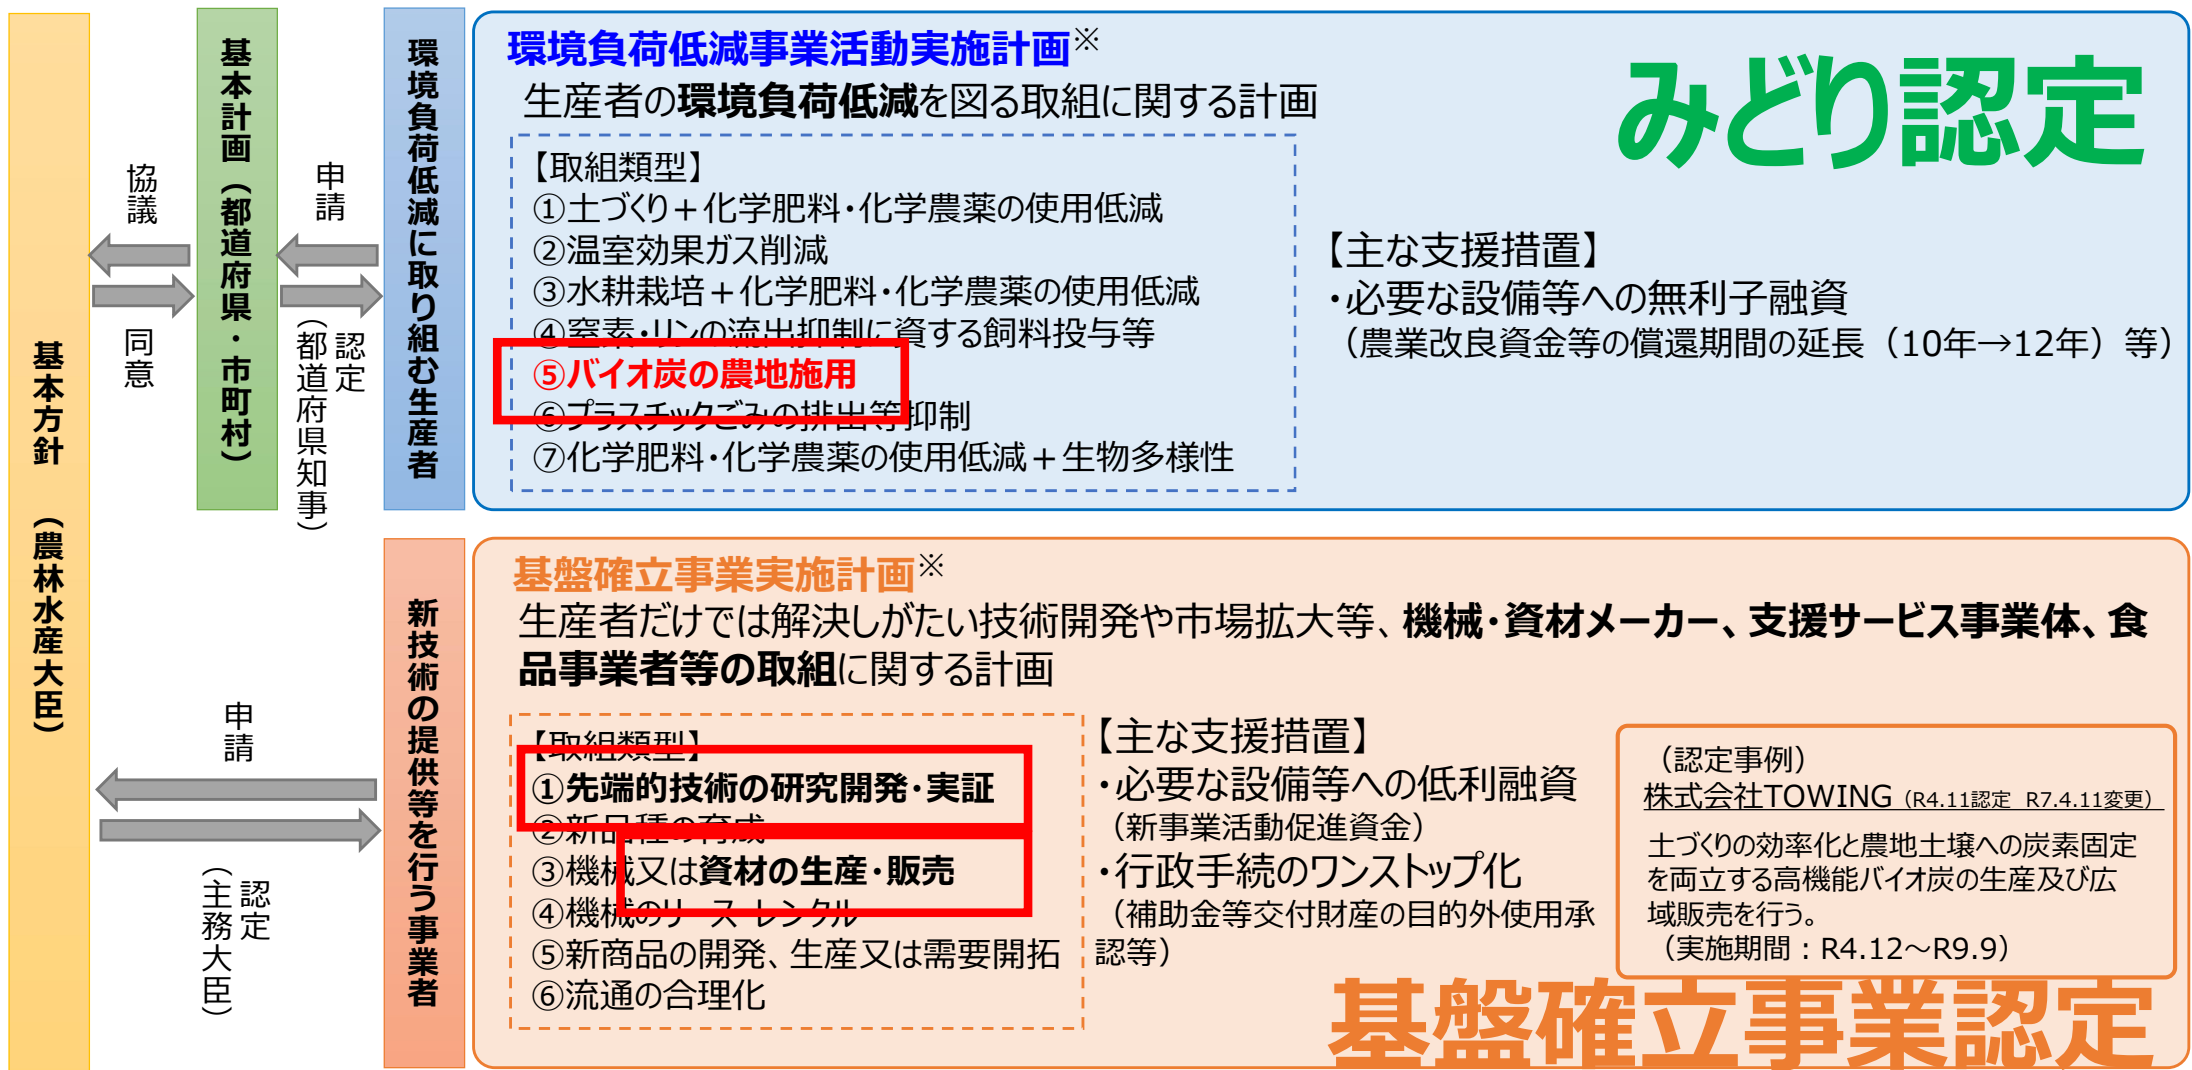 基本方針　（農林水産大臣）
協議
同意
基本計画（都道府県・市町村）
申請
認定
（都道府県知事）
環境負荷低減に取り組む生産者
環境負荷低減事業活動実施計画※
生産者の環境負荷低減を図る取組に関する計画
みどり認定
【取組類型】
①土づくり＋化学肥料・化学農薬の使用低減
②温室効果ガス削減
③水耕栽培＋化学肥料・化学農薬の使用低減
④窒素・リンの流出抑制に資する飼料投与等
⑤バイオ炭の農地施用
⑥プラスチックごみの排出等抑制
⑦化学肥料・化学農薬の使用低減＋生物多様性
【主な支援措置】
・必要な設備等への無利子融資
（農業改良資金等の償還期間の延長（10年→12年）等）
申請
認定
（主務大臣）
新技術の提供等を行う事業者
基盤確立事業実施計画※
生産者だけでは解決しがたい技術開発や市場拡大等、機械・資材メーカー、支援サービス事業体、食
品事業者等の取組に関する計画
【取組類型】
①先端的技術の研究開発・実証
②新品種の育成
③機械又は資材の生産・販売
④機械のリース・レンタル
⑤新商品の開発、生産又は需要開拓
⑥流通の合理化
【主な支援措置】
・必要な設備等への低利融資
（新事業活動促進資金）
・行政手続のワンストップ化
（補助金等交付財産の目的外使用承
認等）
（認定事例）
株式会社TOWING（R4.11認定　R7.4.11変更）
土づくりの効率化と農地土壌への炭素固定
を両立する高機能バイオ炭の生産及び広
域販売を行う。
（実施期間：R4.12～R9.9）
基盤確立事業認定